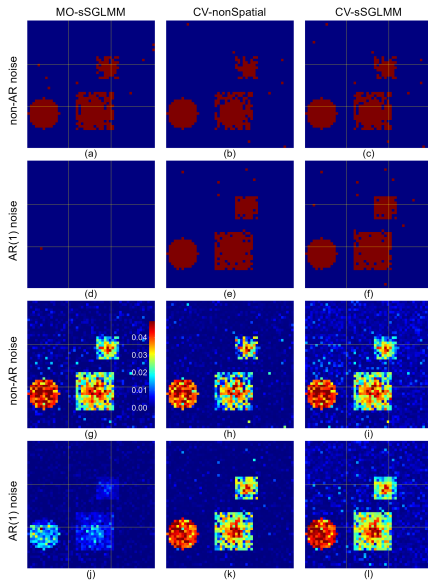 MO-sSGLMM CV-nonSpatial CV-sSGLMM
non-AR noise
(a) (b) (c)
AR(1) noise
(d) (e) (f)
non-AR noise
0.04
0.03
0.02
0.01
0.00
(g) (h) (i)
AR(1) noise
(j) (k) (l)